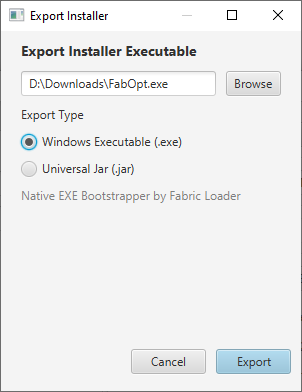 Export Installer
Export Installer Executable
D:\Downloads\FabOpt.exe
Browse
Export Type
Windows Executable (.exe)
Universal Jar (.jar)
Native EXE Bootstrapper by Fabric Loader
Cancel
Export